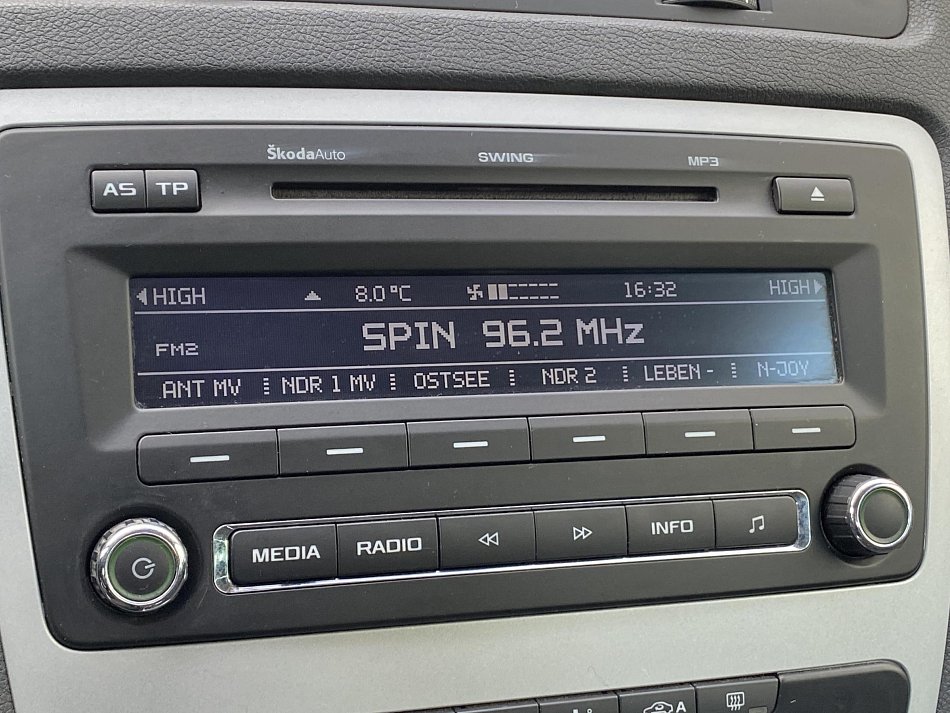 ŠkodaAuto SWING MP3
AS TP
HIGH 8.0°C 16:32 HIGH
SPIN 96.2 MHz
FM2
ANT MV NDR 1 MV OSTSEE NDR 2 LEBEN - N-JOY
MEDIA RADIO INFO
A